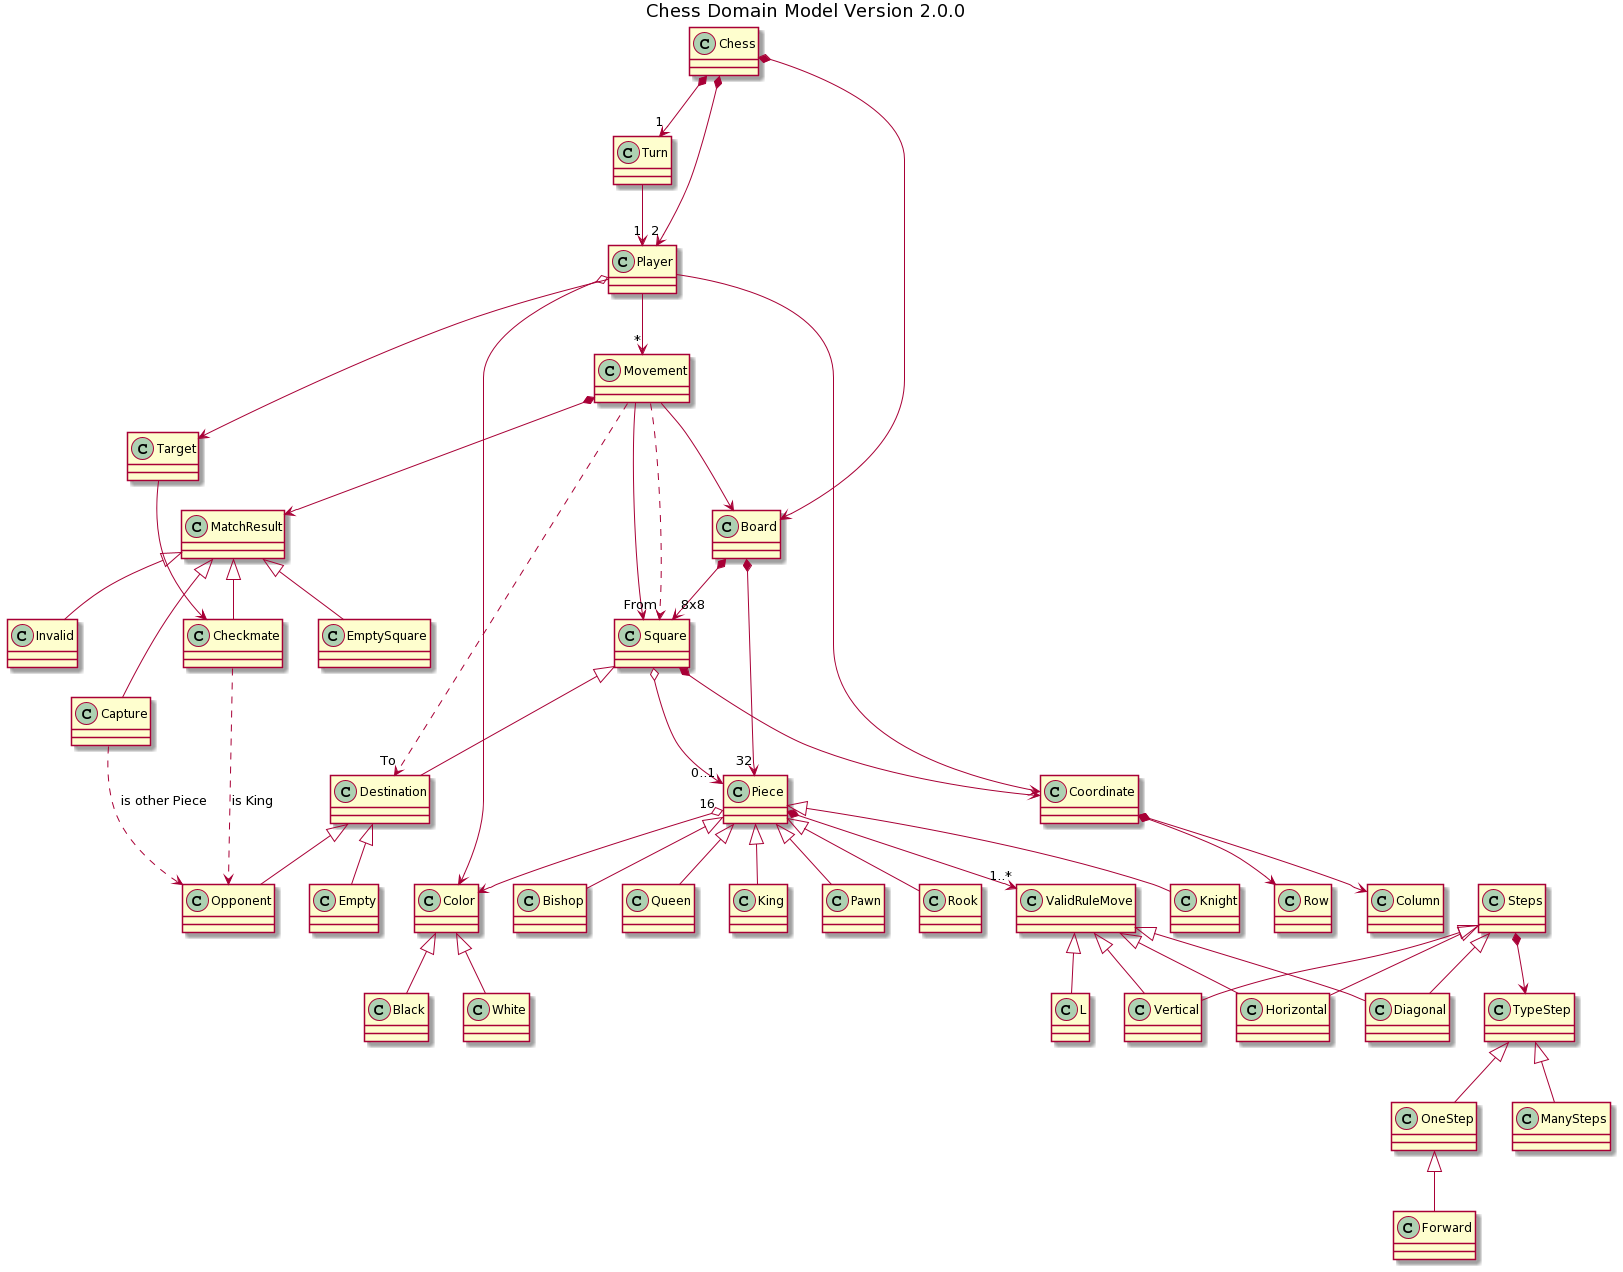 Chess Domain Model Version 2.0.0
C Chess
1
C Turn
1 2
C Player
*
C Movement
C Target
C MatchResult
C Board
From 8x8
C Invalid
C Checkmate
C EmptySquare
C Square
C Capture
To
0..1
32
is other Piece
is King
C Destination
16
C Piece
C Coordinate
1..*
C Opponent
C Empty
C Color
C Bishop
C Queen
C King
C Pawn
C Rook
C ValidRuleMove
C Knight
C Row
C Column
C Steps
C Black
C White
C L
C Vertical
C Horizontal
C Diagonal
C TypeStep
C OneStep
C ManySteps
C Forward